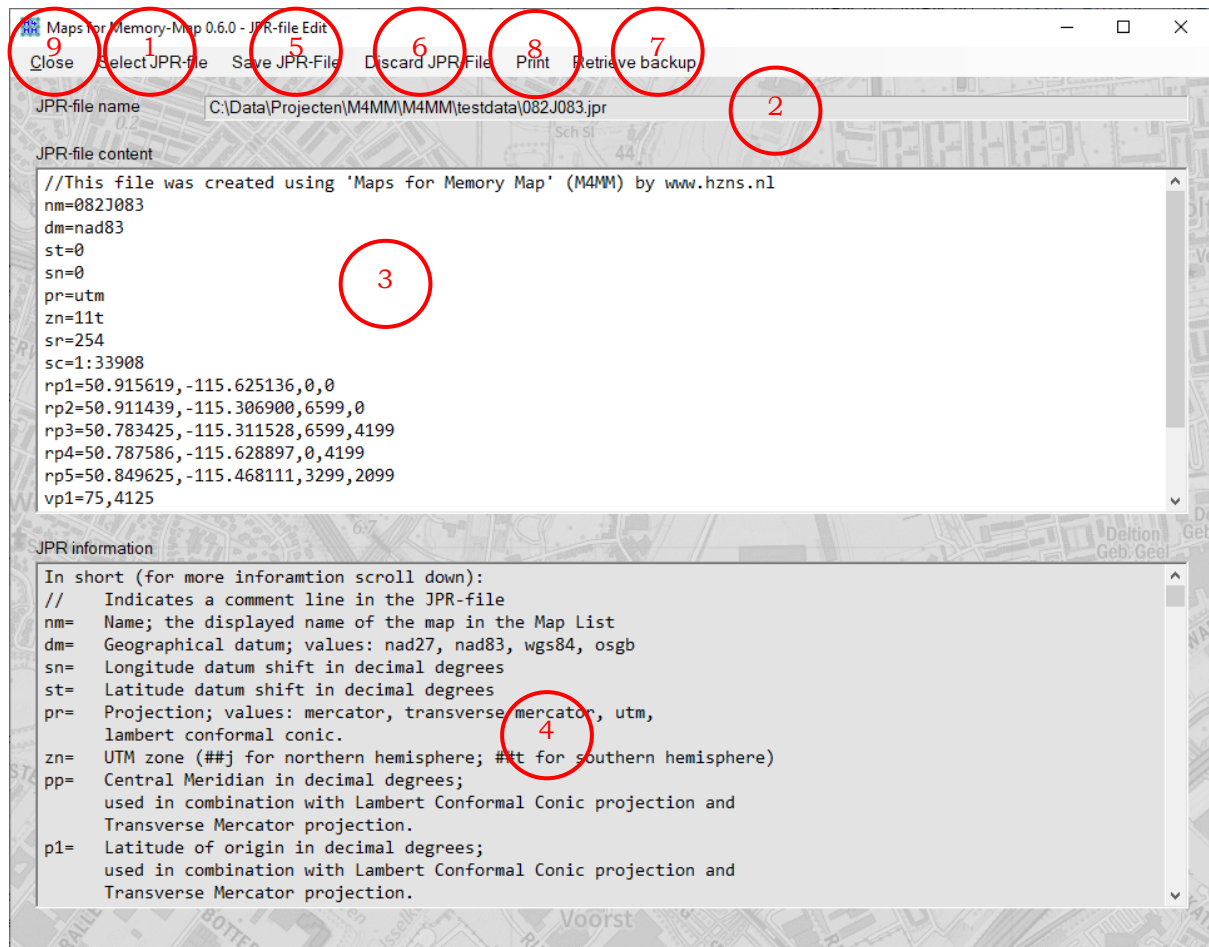 Maps for Memory-Map 0.6.0 - JPR-file Edit
9 1 5 6 8 7
Close Select JPR-file Save JPR-File Discard JPR-File Print Retrieve backup
JPR-file name C:\Data\Projecten\M4MM\M4MM\testdata\082J083.jpr 2
0.2
Sch Sl
44
JPR-file content
//This file was created using 'Maps for Memory Map' (M4MM) by www.hzns.nl
nm=082J083
dm=nad83
st=0
sn=0
3
pr=utm
zn=11t
sr=254
sc=1:33908
rp1=50.915619,-115.625136,0,0
rp2=50.911439,-115.306900,6599,0
rp3=50.783425,-115.311528,6599,4199
rp4=50.787586,-115.628897,0,4199
rp5=50.849625,-115.468111,3299,2099
vp1=75,4125
6.7
Deltion
Geb. Geel
JPR information
In short (for more inforamtion scroll down):
// Indicates a comment line in the JPR-file
nm= Name; the displayed name of the map in the Map List
dm= Geographical datum; values: nad27, nad83, wgs84, osgb
sn= Longitude datum shift in decimal degrees
st= Latitude datum shift in decimal degrees
pr= Projection; values: mercator, transverse mercator, utm,
lambert conformal conic.
4
zn= UTM zone (##j for northern hemisphere; ##t for southern hemisphere)
pp= Central Meridian in decimal degrees;
used in combination with Lambert Conformal Conic projection and
Transverse Mercator projection.
p1= Latitude of origin in decimal degrees;
used in combination with Lambert Conformal Conic projection and
Transverse Mercator projection.
Voorst